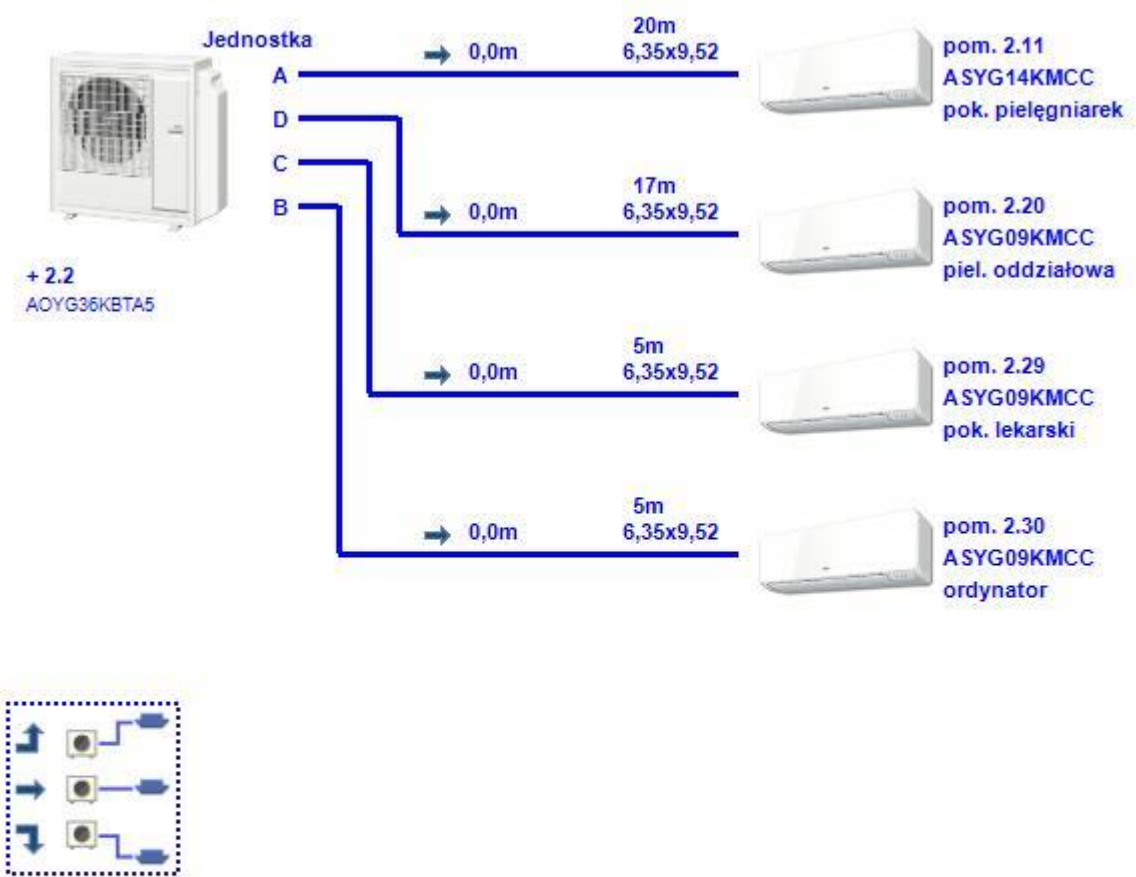 Jednostka
A
D
C
B
+ 2.2
AOYG36KBTA5
20m
0,0m
6,35x9,52
pom. 2.11
ASYG14KMCC
pok. pielęgniarek
17m
0,0m
6,35x9,52
pom. 2.20
ASYG09KMCC
piel. oddziałowa
5m
0,0m
6,35x9,52
pom. 2.29
ASYG09KMCC
pok. lekarski
5m
0,0m
6,35x9,52
pom. 2.30
ASYG09KMCC
ordynator